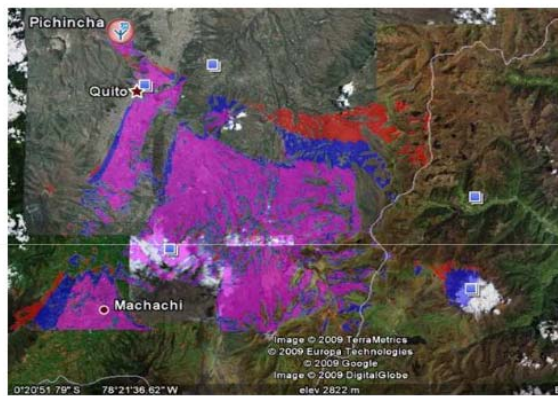 Pichincha
Quito
Machachi
Image © 2009 TerraMetrics
© 2009 Europa Technologies
© 2009 Google
Image © 2009 DigitalGlobe
0°20'51.79" S 78°21'36.62" W elev 2822 m